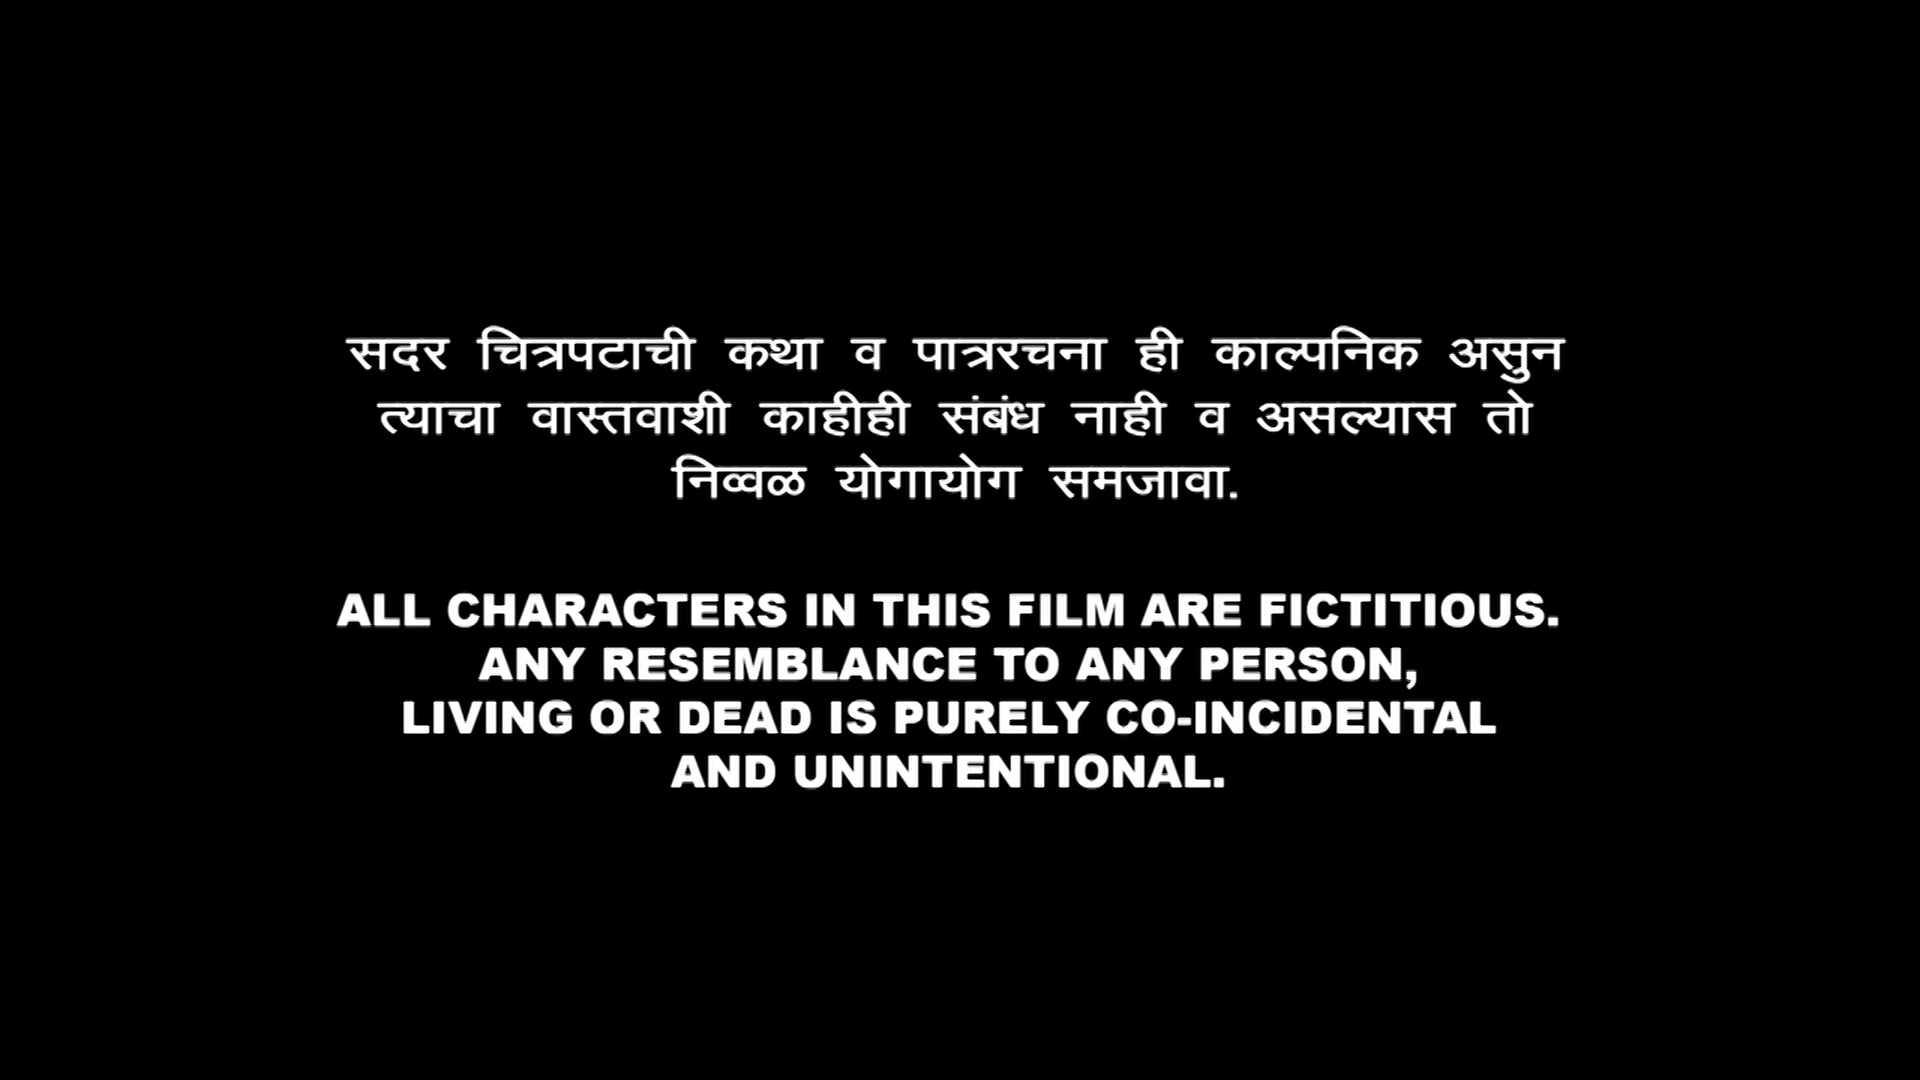 सदर चित्रपटाची कथा व पात्ररचना ही काल्पनिक असुन
त्याचा वास्तवाशी काहीही संबंध नाही व असल्यास तो
निव्वळ योगायोग समजावा.
ALL CHARACTERS IN THIS FILM ARE FICTITIOUS.
ANY RESEMBLANCE TO ANY PERSON,
LIVING OR DEAD IS PURELY CO-INCIDENTAL
AND UNINTENTIONAL.